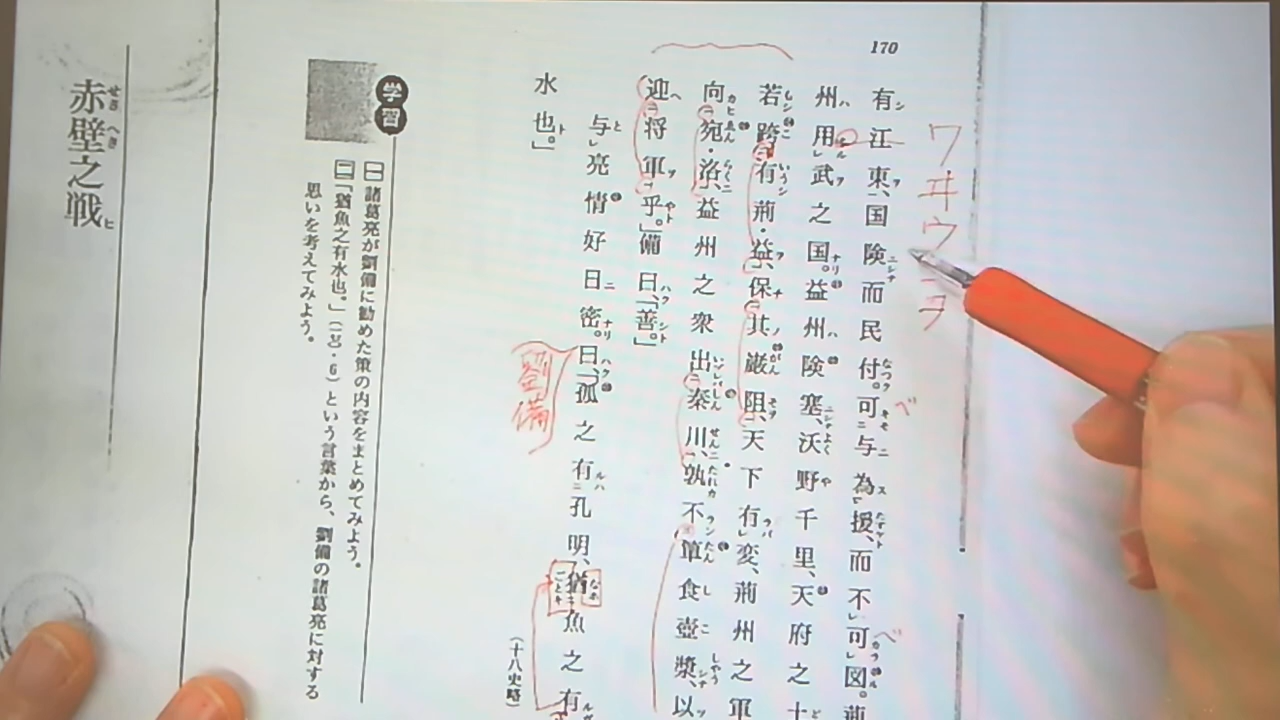 170
ワヰウヱヲ
有江東、国険而民付。可与為援、而不可図。荊
州用武之国。益州険塞、沃野千里、天府之土
若跨有荊・益、保其巌阻、天下有変、荊州之軍
向宛・洛、益州之衆出秦川、孰不箪食壺漿、以
迎将軍乎。」備曰、「善。」
与亮情好日密。曰、「孤之有孔明、猶魚之有
水也。」
劉備
(十八史略)
学習
一 諸葛亮が劉備に勧めた策の内容をまとめてみよう。
二 「猶魚之有水也。」(170・6)という言葉から、劉備の諸葛亮に対する
思いを考えてみよう。
赤壁之戦